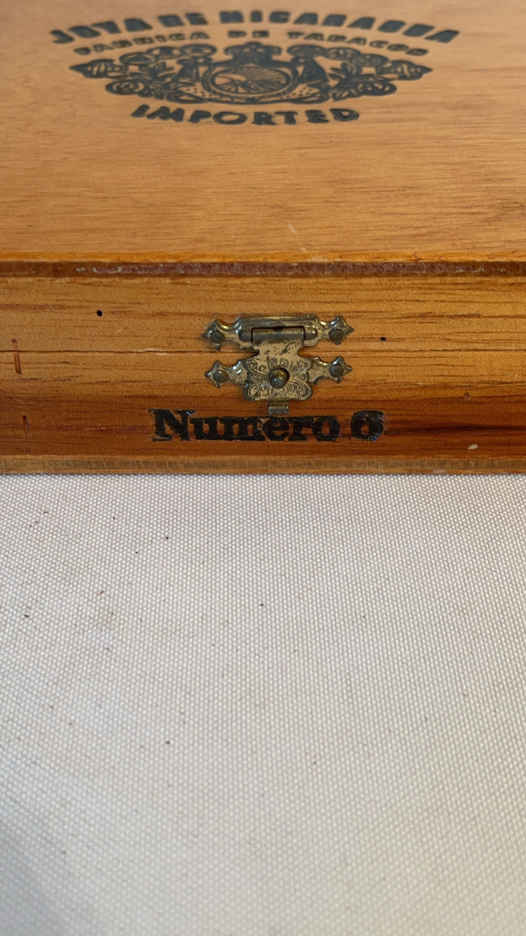 JOYA DE NICARAGUA
FABRICA DE TABACOS
IMPORTED
Numero 6